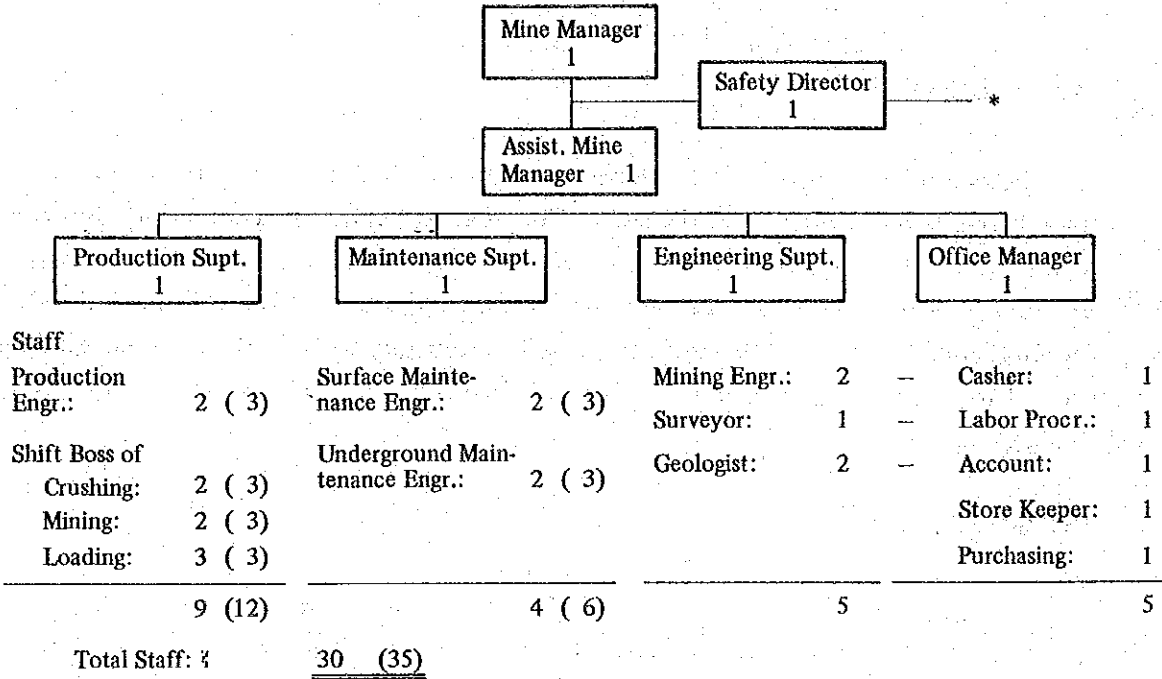 Mine Manager
1
Safety Director
1
*
Assist. Mine
Manager 1
Production Supt.
1
Maintenance Supt.
1
Engineering Supt.
1
Office Manager
1
Staff
Production
Engr.: 2 ( 3)
Surface Mainte-
nance Engr.: 2 ( 3)
Mining Engr.: 2 –
Casher: 1
Surveyor: 1 –
Labor Procr.: 1
Shift Boss of
Crushing: 2 ( 3)
Mining: 2 ( 3)
Loading: 3 ( 3)
Underground Main-
tenance Engr.: 2 ( 3)
Geologist: 2 –
Account: 1
Store Keeper: 1
Purchasing: 1
9 (12)
4 ( 6)
5
5
Total Staff: 30 (35)